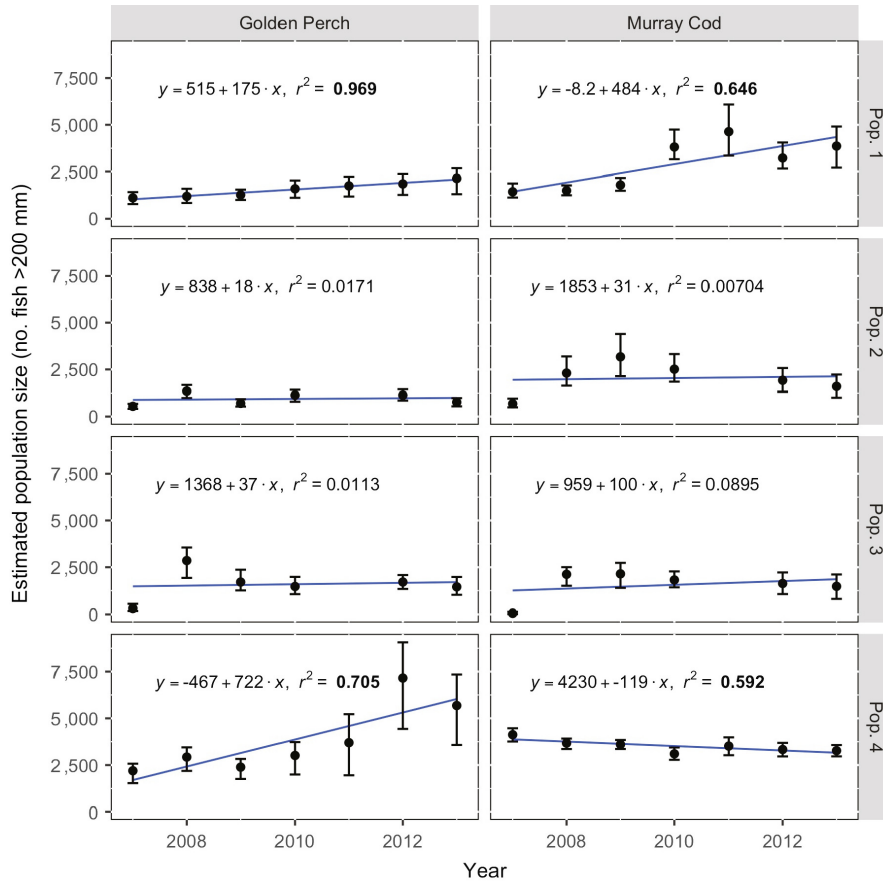 Golden Perch
Murray Cod
Estimated population size (no. fish >200 mm)
7,500
5,000
2,500
0
y = 515 + 175 · x, r² = 0.969
y = -8.2 + 484 · x, r² = 0.646
Pop. 1
7,500
5,000
2,500
0
y = 838 + 18 · x, r² = 0.0171
y = 1853 + 31 · x, r² = 0.00704
Pop. 2
7,500
5,000
2,500
0
y = 1368 + 37 · x, r² = 0.0113
y = 959 + 100 · x, r² = 0.0895
Pop. 3
7,500
5,000
2,500
0
y = -467 + 722 · x, r² = 0.705
y = 4230 + -119 · x, r² = 0.592
Pop. 4
2008 2010 2012
2008 2010 2012
Year